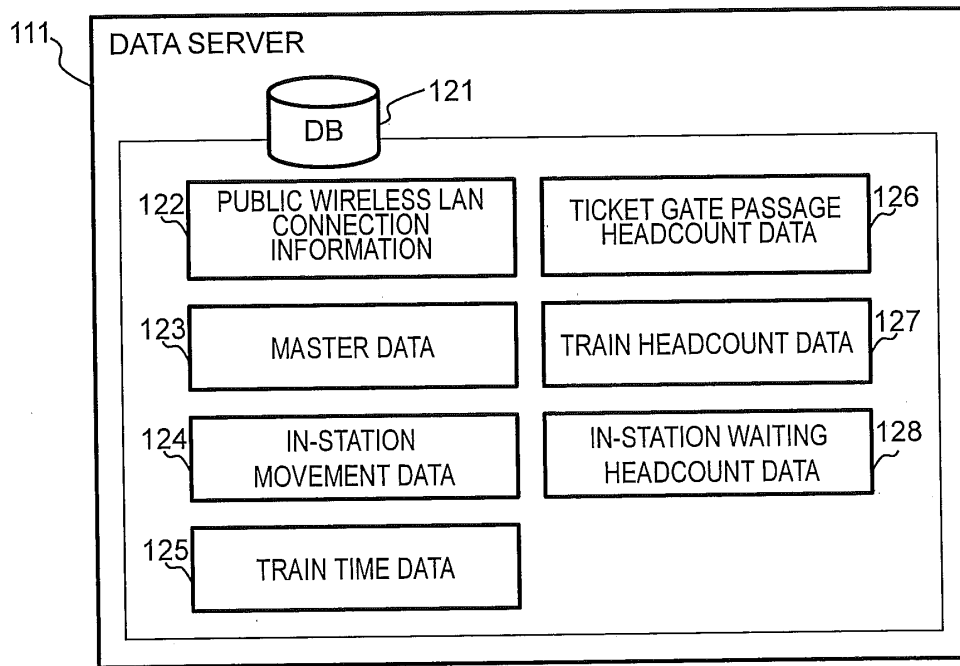 111
DATA SERVER
121
DB
122
PUBLIC WIRELESS LAN
CONNECTION
INFORMATION
TICKET GATE PASSAGE
HEADCOUNT DATA
126
123
MASTER DATA
TRAIN HEADCOUNT DATA
127
124
IN-STATION
MOVEMENT DATA
IN-STATION WAITING
HEADCOUNT DATA
128
125
TRAIN TIME DATA